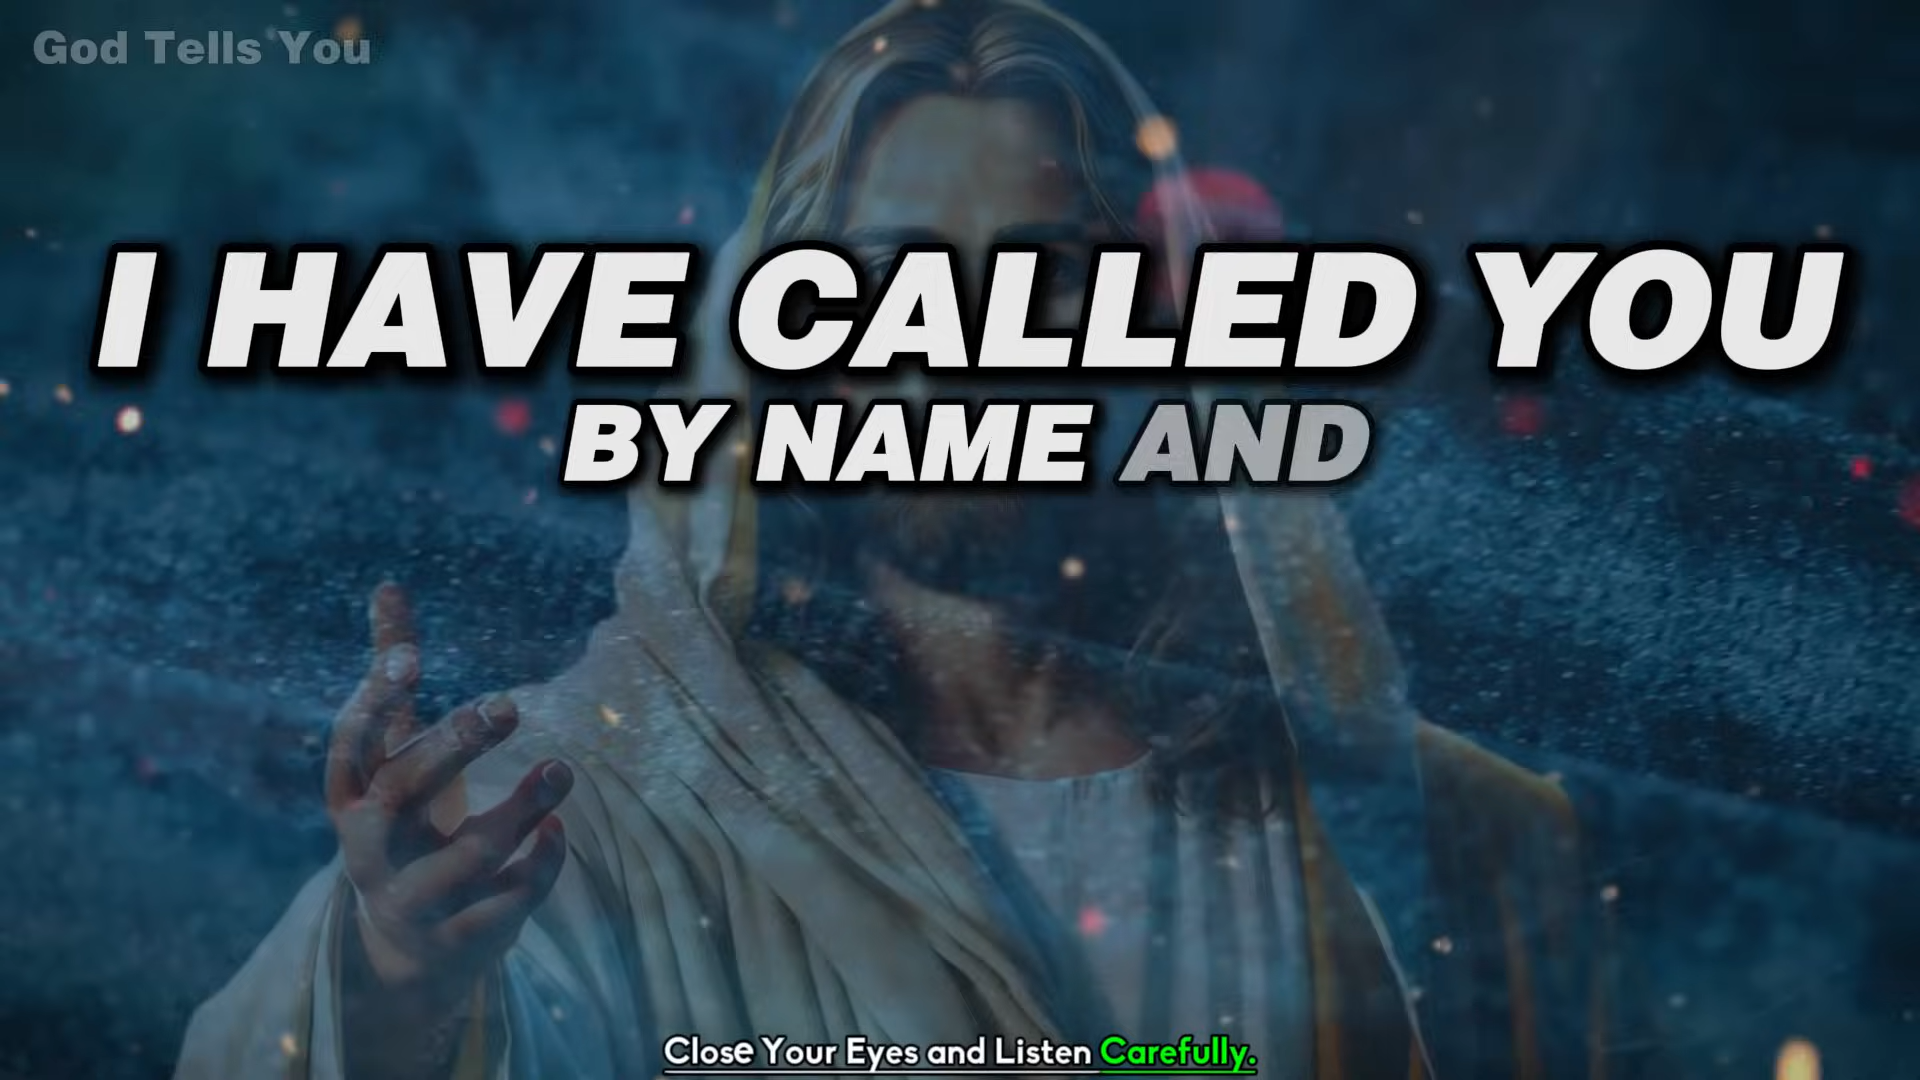 God Tells You
I HAVE CALLED YOU
BY NAME AND
Close Your Eyes and Listen Carefully.